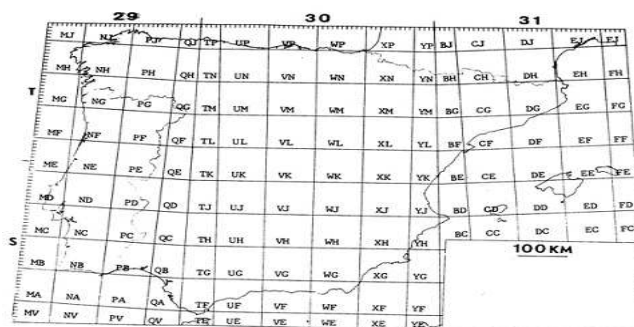 29 30 31
MJ NJ PJ QJ TP UP VP WP XP YP BJ CJ DJ EJ FJ
MH NH PH QH TN UN VN WN XN YN BH CH DH EH FH
T
MG NG PG QG TM UM VM WM XM YM BG CG DG EG FG
MF NF PF QF TL UL VL WL XL YL BF CF DF EF FF
ME NE PE QE TK UK VK WK XK YK BE CE DE EE FE
MD ND PD QD TJ UJ VJ WJ XJ YJ BD CD DD ED FD
MC NC PC QC TH UH VH WH XH YH BC CC DC EC FC
S
100 KM
MB NB PB QB TG UG VG WG XG YG
MA NA PA QA TF UF VF WF XF YF
MV NV PV QV TE UE VE WE XE YE